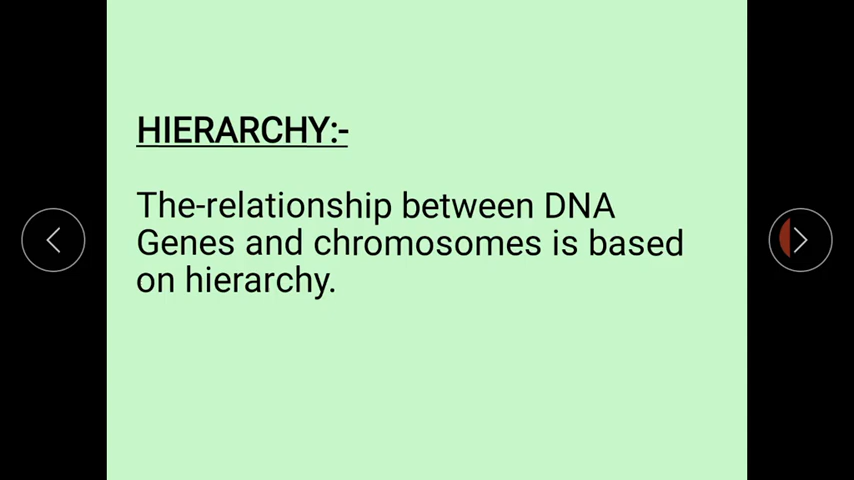 HIERARCHY:-
The-relationship between DNA
Genes and chromosomes is based
on hierarchy.